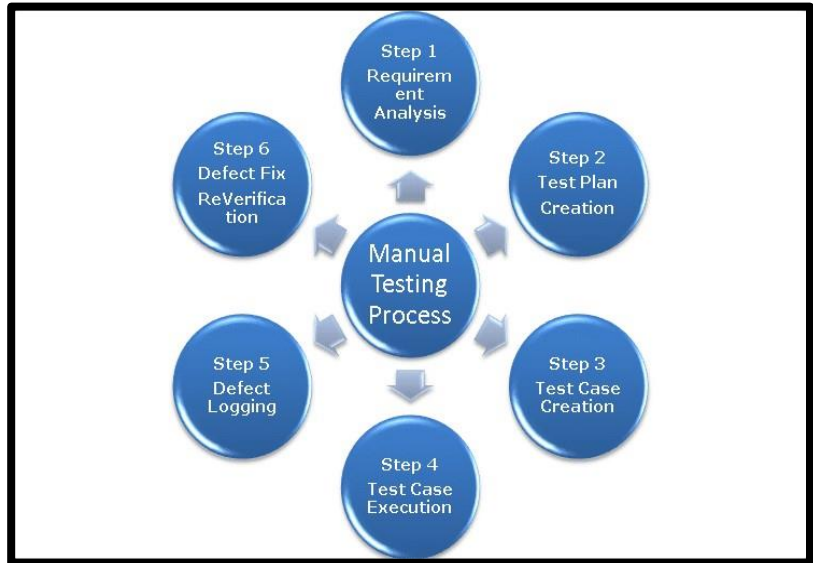 Step 1
Requirem
ent
Analysis
Step 2
Test Plan
Creation
Step 3
Test Case
Creation
Step 4
Test Case
Execution
Step 5
Defect
Logging
Step 6
Defect Fix
ReVerifica
tion
Manual
Testing
Process